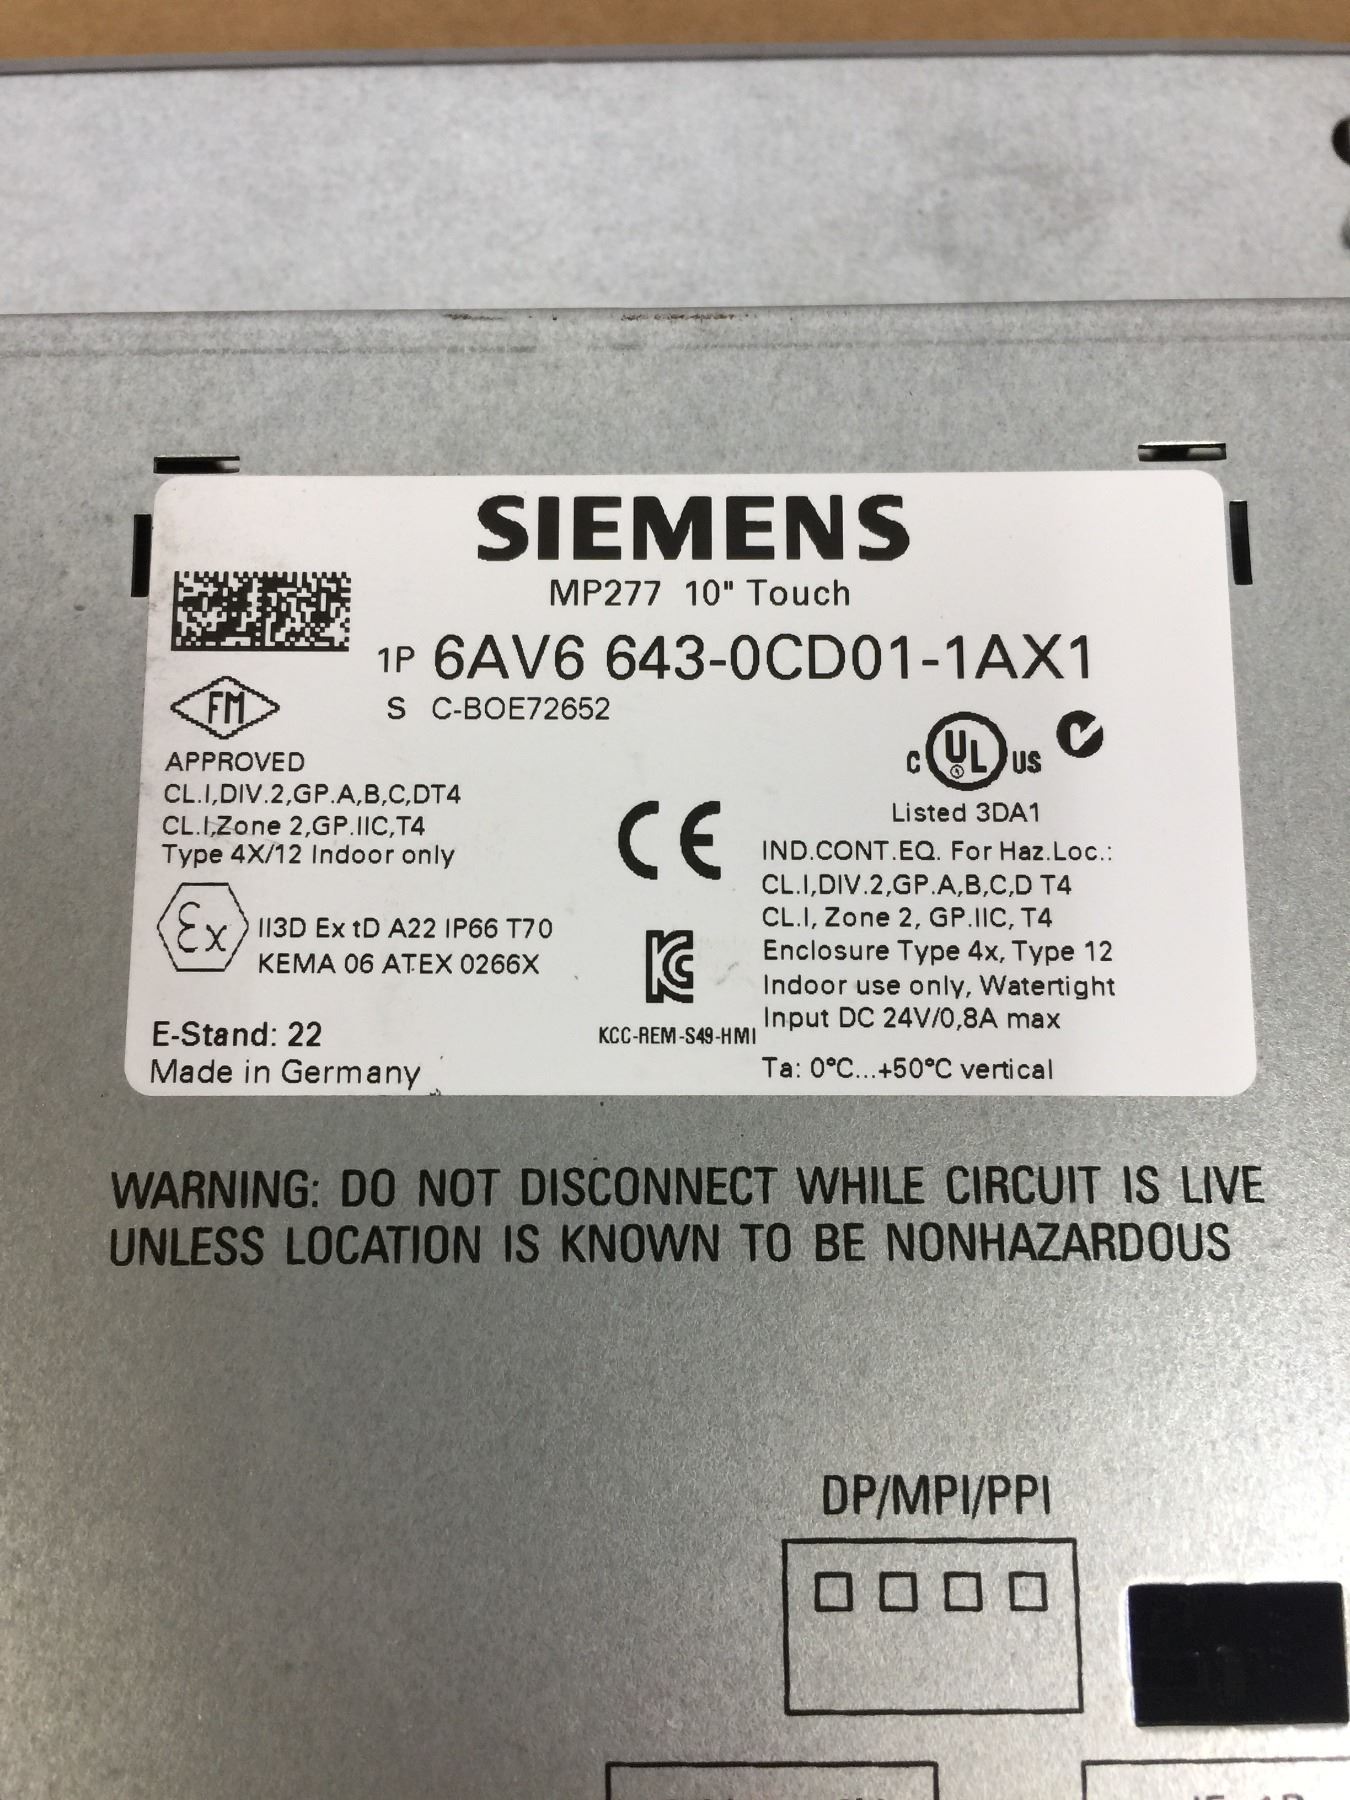 SIEMENS
MP277 10" Touch
1P 6AV6 643-0CD01-1AX1
S C-BOE72652
FM
APPROVED
CL.I,DIV.2,GP.A,B,C,DT4
CL.I,Zone 2,GP.IIC,T4
Type 4X/12 Indoor only
Ex II3D Ex tD A22 IP66 T70
KEMA 06 ATEX 0266X
E-Stand: 22
Made in Germany
CE
KC
KCC-REM-S49-HMI
C UL US
Listed 3DA1
IND.CONT.EQ. For Haz.Loc.:
CL.I,DIV.2,GP.A,B,C,D T4
CL.I, Zone 2, GP.IIC, T4
Enclosure Type 4x, Type 12
Indoor use only, Watertight
Input DC 24V/0,8A max
Ta: 0°C...+50°C vertical
WARNING: DO NOT DISCONNECT WHILE CIRCUIT IS LIVE
UNLESS LOCATION IS KNOWN TO BE NONHAZARDOUS
DP/MPI/PPI